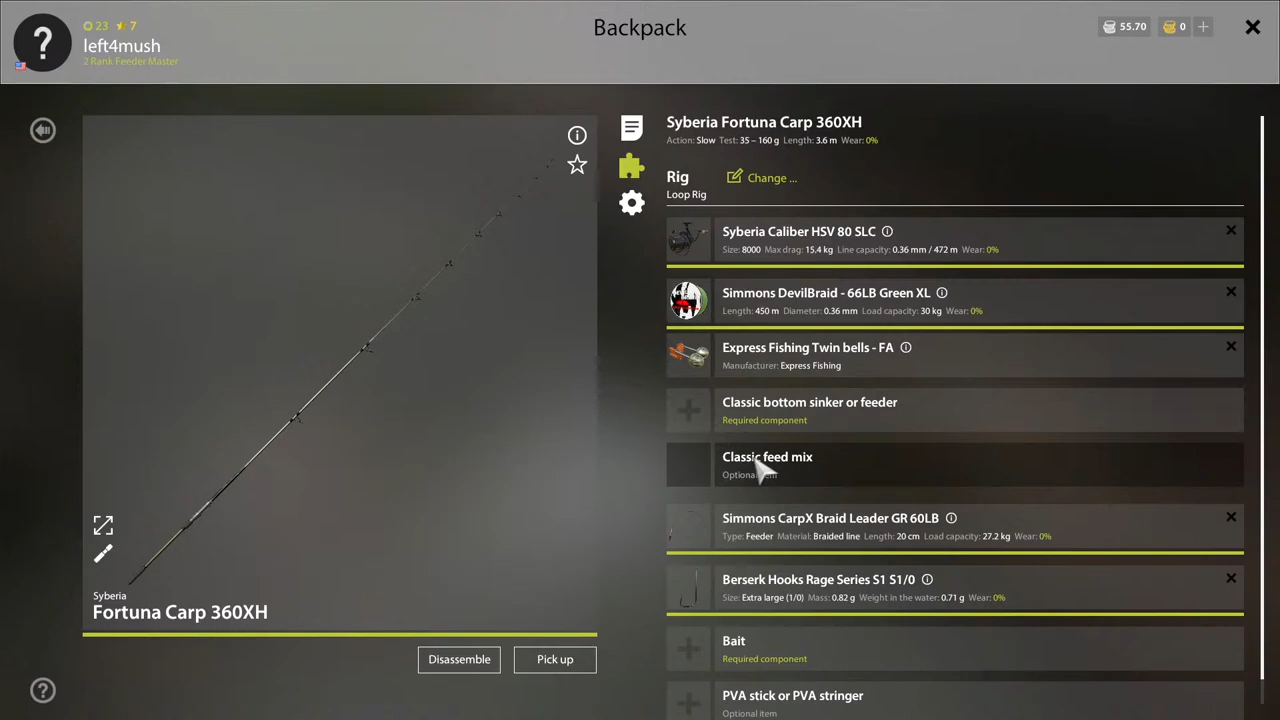 Backpack
23 7
left4mush
2 Rank Feeder Master
55.70
0
Syberia Fortuna Carp 360XH
Action: Slow Test: 35 – 160 g Length: 3.6 m Wear: 0%
Rig
Change ...
Loop Rig
Syberia Caliber HSV 80 SLC
Size: 8000 Max drag: 15.4 kg Line capacity: 0.36 mm / 472 m Wear: 0%
Simmons DevilBraid - 66LB Green XL
Length: 450 m Diameter: 0.36 mm Load capacity: 30 kg Wear: 0%
Express Fishing Twin bells - FA
Manufacturer: Express Fishing
Classic bottom sinker or feeder
Required component
Classic feed mix
Optional item
Simmons CarpX Braid Leader GR 60LB
Type: Feeder Material: Braided line Length: 20 cm Load capacity: 27.2 kg Wear: 0%
Berserk Hooks Rage Series S1 S1/0
Size: Extra large (1/0) Mass: 0.82 g Weight in the water: 0.71 g Wear: 0%
Bait
Required component
PVA stick or PVA stringer
Optional item
Syberia
Fortuna Carp 360XH
Disassemble
Pick up